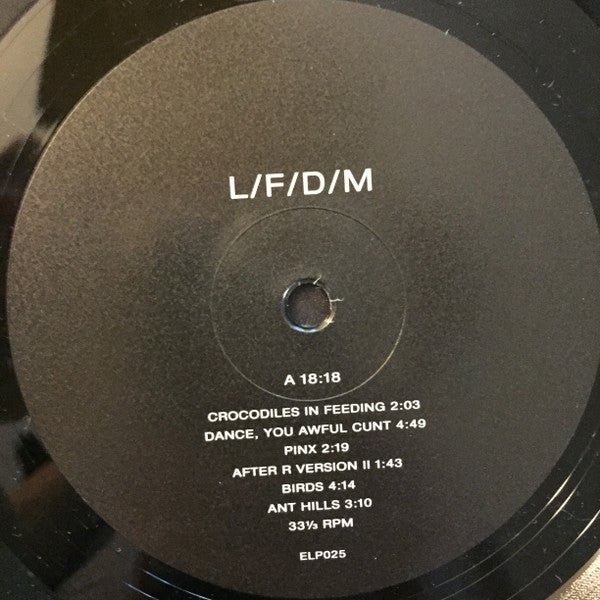 L/F/D/M
A 18:18
CROCODILES IN FEEDING 2:03
DANCE, YOU AWFUL CUNT 4:49
PINX 2:19
AFTER R VERSION II 1:43
BIRDS 4:14
ANT HILLS 3:10
33⅓ RPM
ELP025